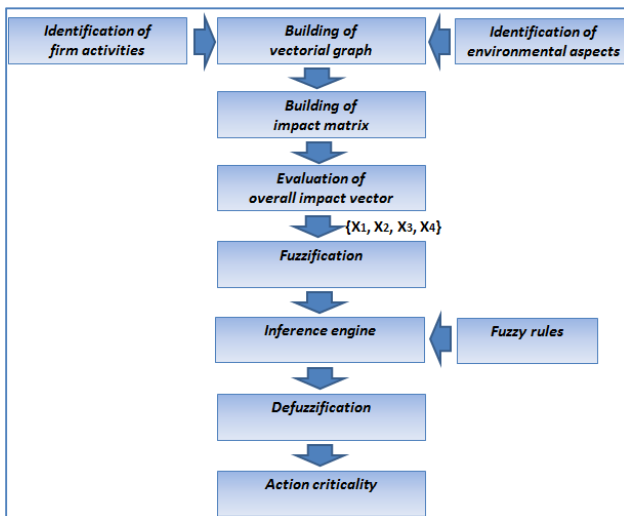 Identification of
firm activities
Building of
vectorial graph
Identification of
environmental aspects
Building of
impact matrix
Evaluation of
overall impact vector
{X1, X2, X3, X4}
Fuzzification
Inference engine
Fuzzy rules
Defuzzification
Action criticality